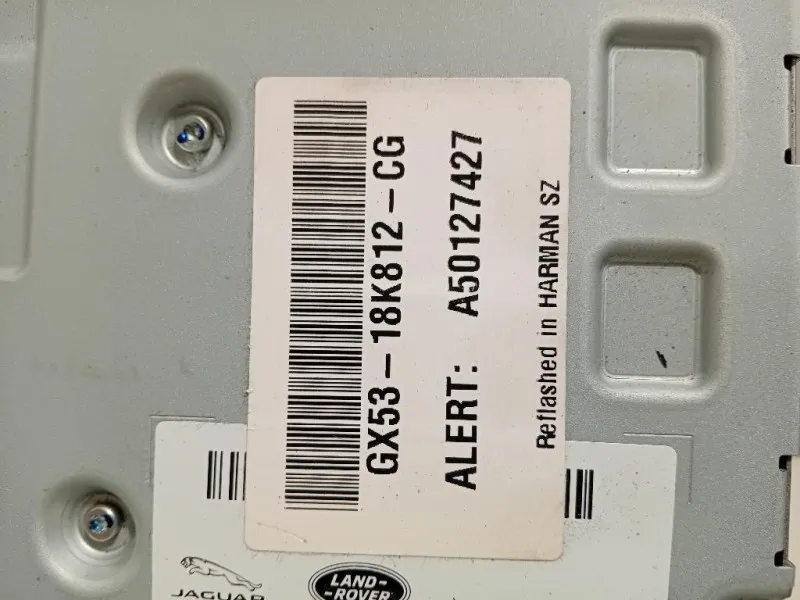 GX53-18K812-CG
ALERT: A50127427
Reflashed in HARMAN SZ
JAGUAR
LAND-
-ROVER